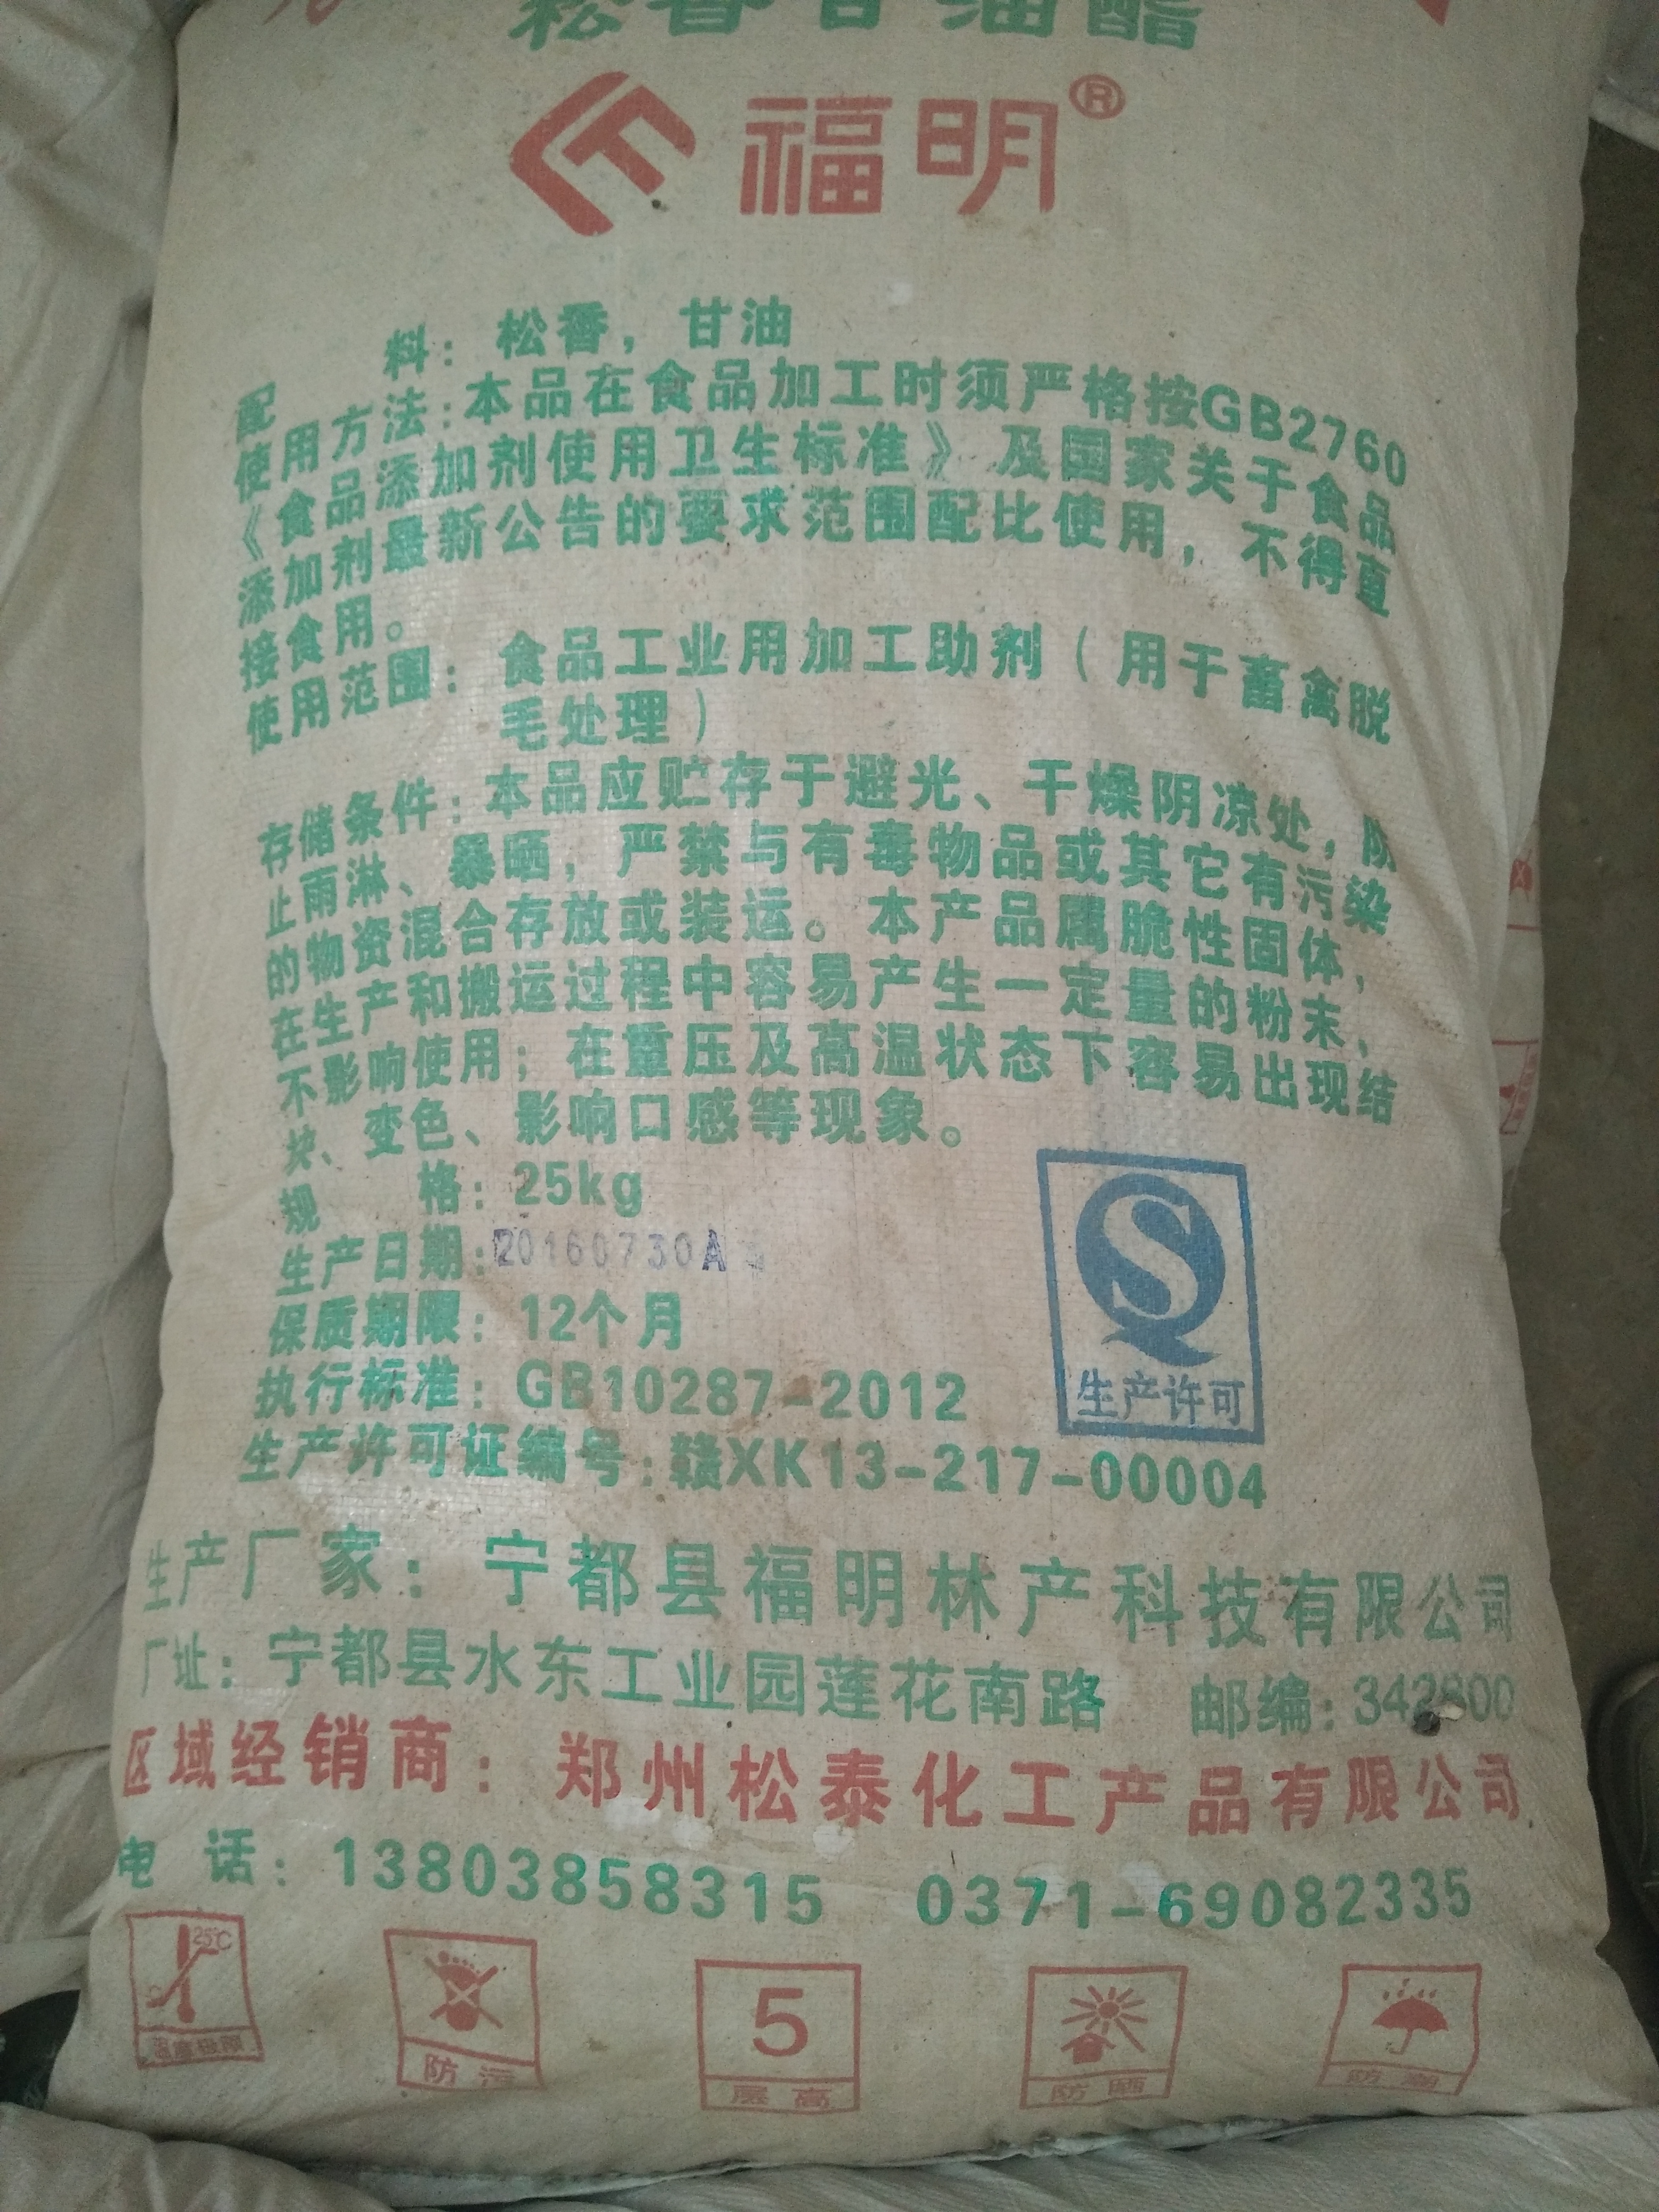 松香甘油酯
福明®
配 料：松香，甘油
使用方法：本品在食品加工时须严格按GB2760
《食品添加剂使用卫生标准》及国家关于食品
添加剂最新公告的要求范围配比使用，不得直
接食用。
使用范围：食品工业用加工助剂（用于畜禽脱
毛处理）
存储条件：本品应贮存于避光、干燥阴凉处，防
止雨淋、暴晒，严禁与有毒物品或其它有污染
的物资混合存放或装运。本产品属脆性固体，
在生产和搬运过程中容易产生一定量的粉末，
不影响使用；在重压及高温状态下容易出现结
块、变色、影响口感等现象。
规 格：25kg
生产日期：20160730A
保质期限：12个月
执行标准：GB10287-2012
生产许可证编号：赣XK13-217-00004
生产许可
生产厂家：宁都县福明林产科技有限公司
厂址：宁都县水东工业园莲花南路 邮编：342800
区域经销商：郑州松泰化工产品有限公司
电 话：13803858315 0371-69082335
25℃ 5
温度极限 防污 层高 防晒 防潮